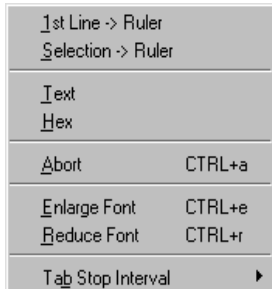 1st Line -> Ruler
Selection -> Ruler
Text
Hex
Abort CTRL+a
Enlarge Font CTRL+e
Reduce Font CTRL+r
Tab Stop Interval